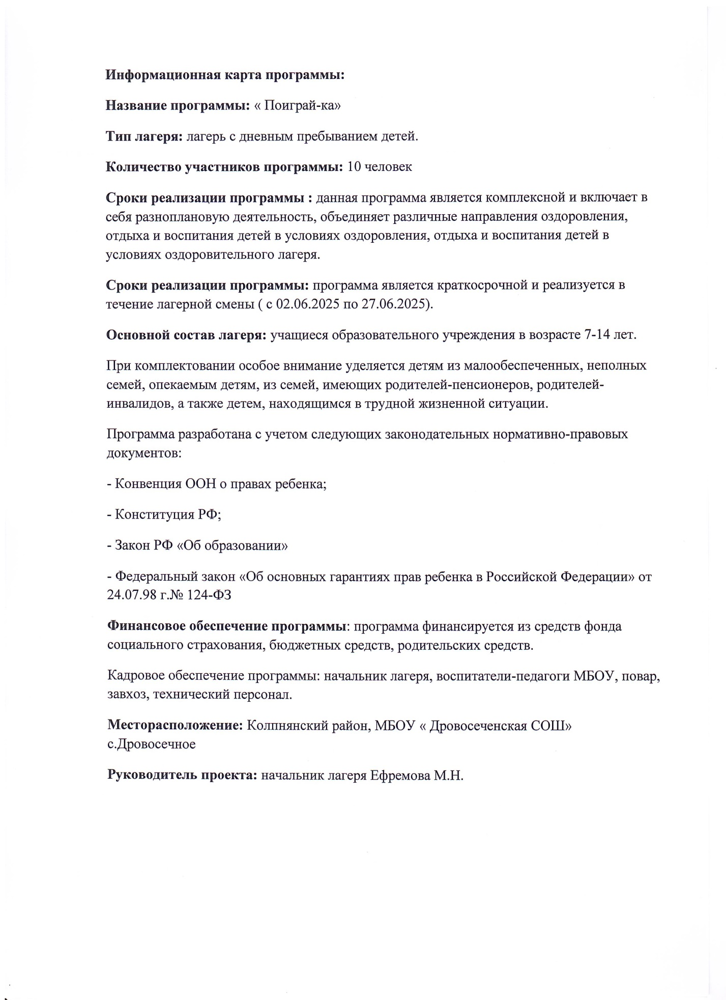 Информационная карта программы:
Название программы: « Поиграй-ка»
Тип лагеря: лагерь с дневным пребыванием детей.
Количество участников программы: 10 человек
Сроки реализации программы : данная программа является комплексной и включает в
себя разноплановую деятельность, объединяет различные направления оздоровления,
отдыха и воспитания детей в условиях оздоровления, отдыха и воспитания детей в
условиях оздоровительного лагеря.
Сроки реализации программы: программа является краткосрочной и реализуется в
течение лагерной смены ( с 02.06.2025 по 27.06.2025).
Основной состав лагеря: учащиеся образовательного учреждения в возрасте 7-14 лет.
При комплектовании особое внимание уделяется детям из малообеспеченных, неполных
семей, опекаемым детям, из семей, имеющих родителей-пенсионеров, родителей-
инвалидов, а также детем, находящимся в трудной жизненной ситуации.
Программа разработана с учетом следующих законодательных нормативно-правовых
документов:
- Конвенция ООН о правах ребенка;
- Конституция РФ;
- Закон РФ «Об образовании»
- Федеральный закон «Об основных гарантиях прав ребенка в Российской Федерации» от
24.07.98 г.№ 124-ФЗ
Финансовое обеспечение программы: программа финансируется из средств фонда
социального страхования, бюджетных средств, родительских средств.
Кадровое обеспечение программы: начальник лагеря, воспитатели-педагоги МБОУ, повар,
завхоз, технический персонал.
Месторасположение: Колпнянский район, МБОУ « Дровосеченская СОШ»
с.Дровосечное
Руководитель проекта: начальник лагеря Ефремова М.Н.